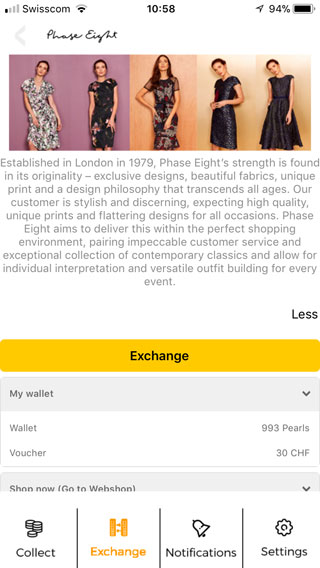 Swisscom 10:58 94%
Phase Eight
Established in London in 1979, Phase Eight's strength is found
in its originality – exclusive designs, beautiful fabrics, unique
print and a design philosophy that transcends all ages. Our
customer is stylish and discerning, expecting high quality,
unique prints and flattering designs for all occasions. Phase
Eight aims to deliver this within the perfect shopping
environment, pairing impeccable customer service and
exceptional collection of contemporary classics and allow for
individual interpretation and versatile outfit building for every
event.
Less
Exchange
My wallet
Wallet 993 Pearls
Voucher 30 CHF
Shop now (Go to Webshop)
Collect Exchange Notifications Settings